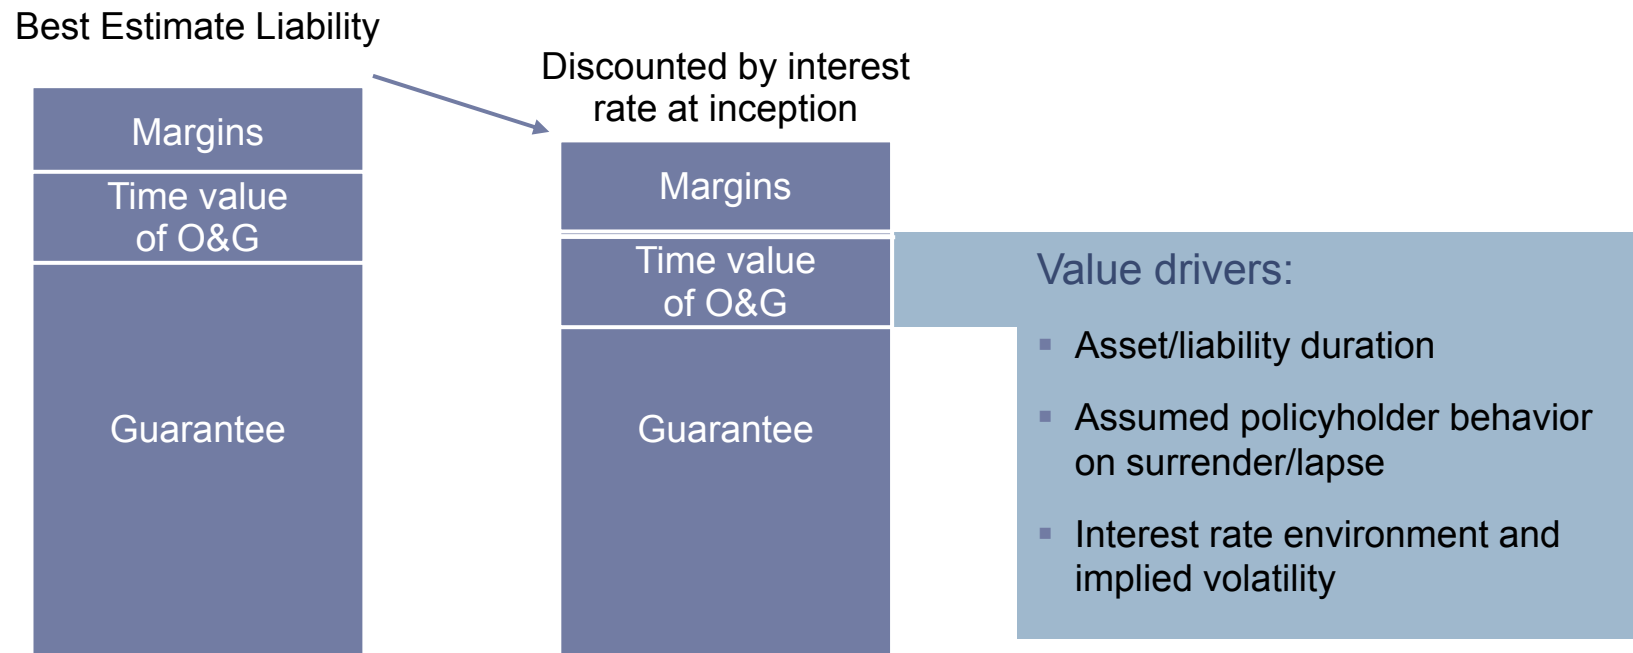 Best Estimate Liability
Margins
Time value
of O&G
Guarantee
Discounted by interest
rate at inception
Margins
Time value
of O&G
Guarantee
Value drivers:
Asset/liability duration
Assumed policyholder behavior
on surrender/lapse
Interest rate environment and
implied volatility